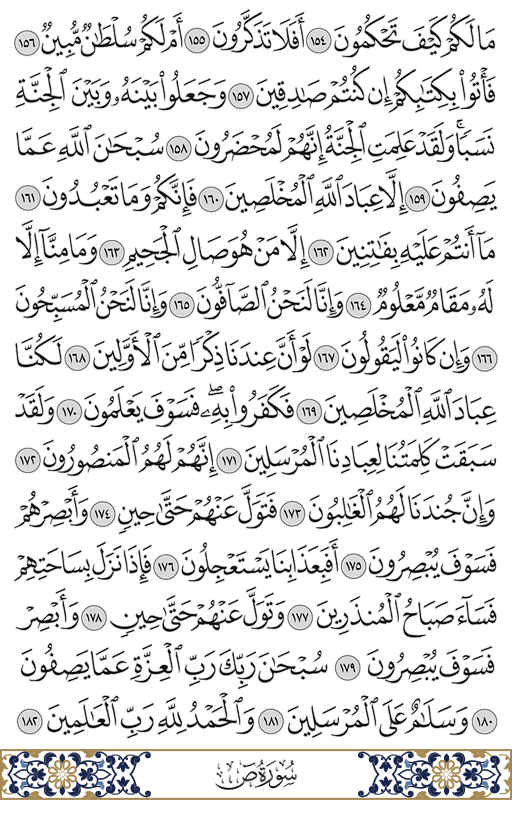 مَا لَكُمْ كَيْفَ تَحْكُمُونَ ١٥٤ أَفَلَا تَذَكَّرُونَ ١٥٥ أَمْ لَكُمْ سُلْطَٰنٌ مُّبِينٌ ١٥٦
فَأْتُوا۟ بِكِتَٰبِكُمْ إِن كُنتُمْ صَٰدِقِينَ ١٥٧ وَجَعَلُوا۟ بَيْنَهُۥ وَبَيْنَ ٱلْجِنَّةِ
نَسَبًا ۚ وَلَقَدْ عَلِمَتِ ٱلْجِنَّةُ إِنَّهُمْ لَمُحْضَرُونَ ١٥٨ سُبْحَٰنَ ٱللَّهِ عَمَّا
يَصِفُونَ ١٥٩ إِلَّا عِبَادَ ٱللَّهِ ٱلْمُخْلَصِينَ ١٦٠ فَإِنَّكُمْ وَمَا تَعْبُدُونَ ١٦١
مَآ أَنتُمْ عَلَيْهِ بِفَٰتِنِينَ ١٦٢ إِلَّا مَنْ هُوَ صَالِ ٱلْجَحِيمِ ١٦٣ وَمَا مِنَّآ إِلَّا
لَهُۥ مَقَامٌ مَّعْلُومٌ ١٦٤ وَإِنَّا لَنَحْنُ ٱلصَّآفُّونَ ١٦٥ وَإِنَّا لَنَحْنُ ٱلْمُسَبِّحُونَ
١٦٦ وَإِن كَانُوا۟ لَيَقُولُونَ ١٦٧ لَوْ أَنَّ عِندَنَا ذِكْرًا مِّنَ ٱلْأَوَّلِينَ ١٦٨ لَكُنَّا
عِبَادَ ٱللَّهِ ٱلْمُخْلَصِينَ ١٦٩ فَكَفَرُوا۟ بِهِۦ ۖ فَسَوْفَ يَعْلَمُونَ ١٧٠ وَلَقَدْ
سَبَقَتْ كَلِمَتُنَا لِعِبَادِنَا ٱلْمُرْسَلِينَ ١٧١ إِنَّهُمْ لَهُمُ ٱلْمَنصُورُونَ ١٧٢
وَإِنَّ جُندَنَا لَهُمُ ٱلْغَٰلِبُونَ ١٧٣ فَتَوَلَّ عَنْهُمْ حَتَّىٰ حِينٍ ١٧٤ وَأَبْصِرْهُمْ
فَسَوْفَ يُبْصِرُونَ ١٧٥ أَفَبِعَذَابِنَا يَسْتَعْجِلُونَ ١٧٦ فَإِذَا نَزَلَ بِسَاحَتِهِمْ
فَسَآءَ صَبَاحُ ٱلْمُنذَرِينَ ١٧٧ وَتَوَلَّ عَنْهُمْ حَتَّىٰ حِينٍ ١٧٨ وَأَبْصِرْ
فَسَوْفَ يُبْصِرُونَ ١٧٩ سُبْحَٰنَ رَبِّكَ رَبِّ ٱلْعِزَّةِ عَمَّا يَصِفُونَ
١٨٠ وَسَلَٰمٌ عَلَى ٱلْمُرْسَلِينَ ١٨١ وَٱلْحَمْدُ لِلَّهِ رَبِّ ٱلْعَٰلَمِينَ ١٨٢
سُورَةُ صٓ